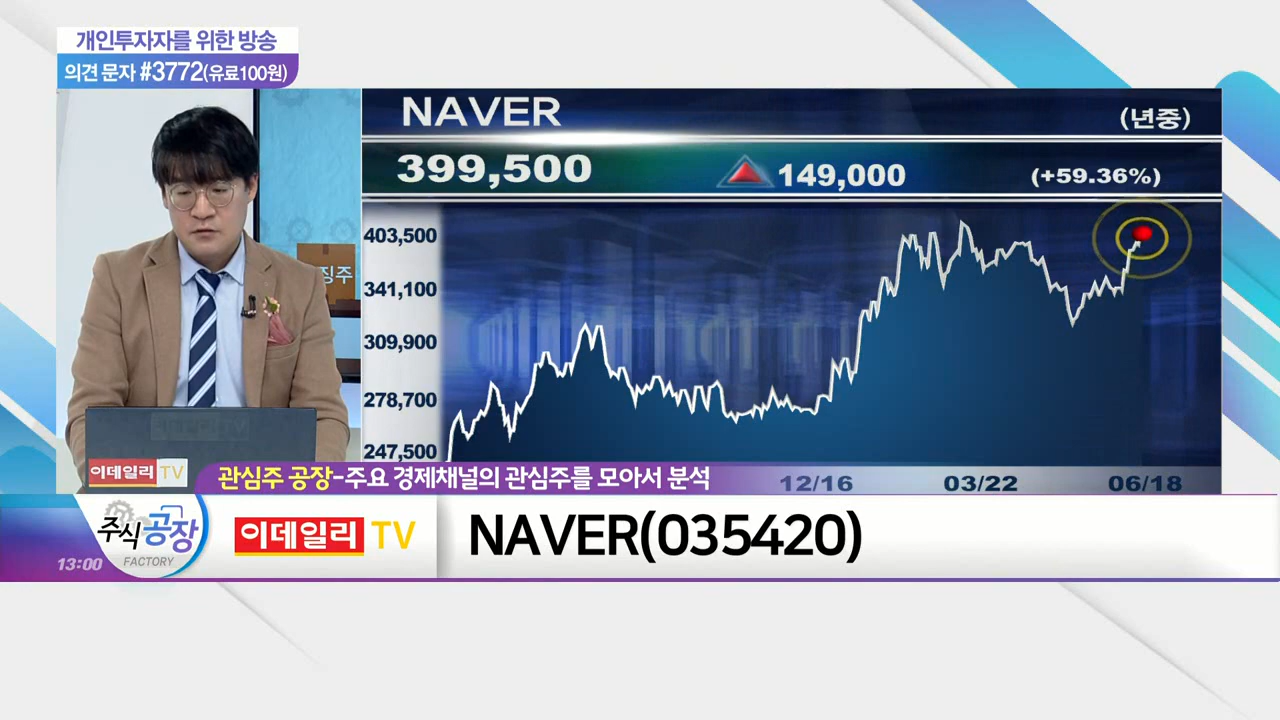 개인투자자를 위한 방송
의견 문자 #3772(유료100원)
NAVER
(년중)
399,500
149,000
(+59.36%)
403,500
341,100
309,900
278,700
247,500
12/16
03/22
06/18
징주
이데일리 TV
관심주 공장-주요 경제채널의 관심주를 모아서 분석
주식공장
FACTORY
13:00
이데일리 TV
NAVER(035420)